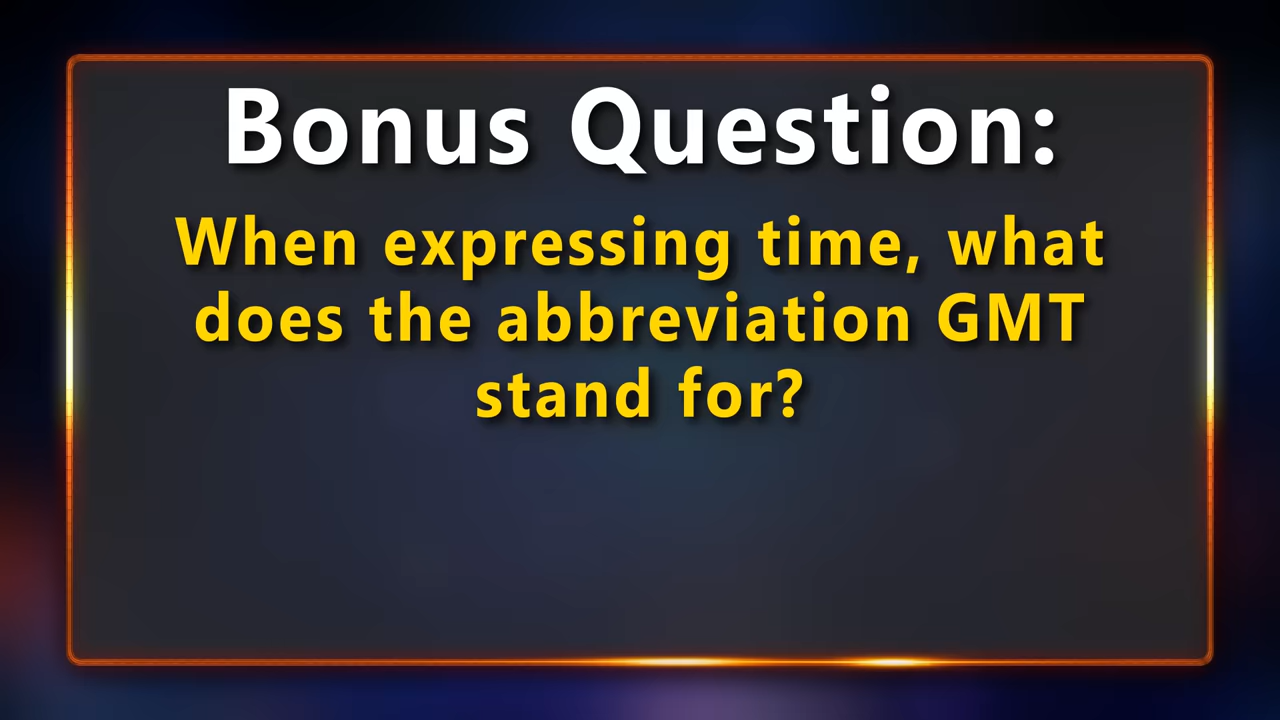 Bonus Question:
When expressing time, what
does the abbreviation GMT
stand for?